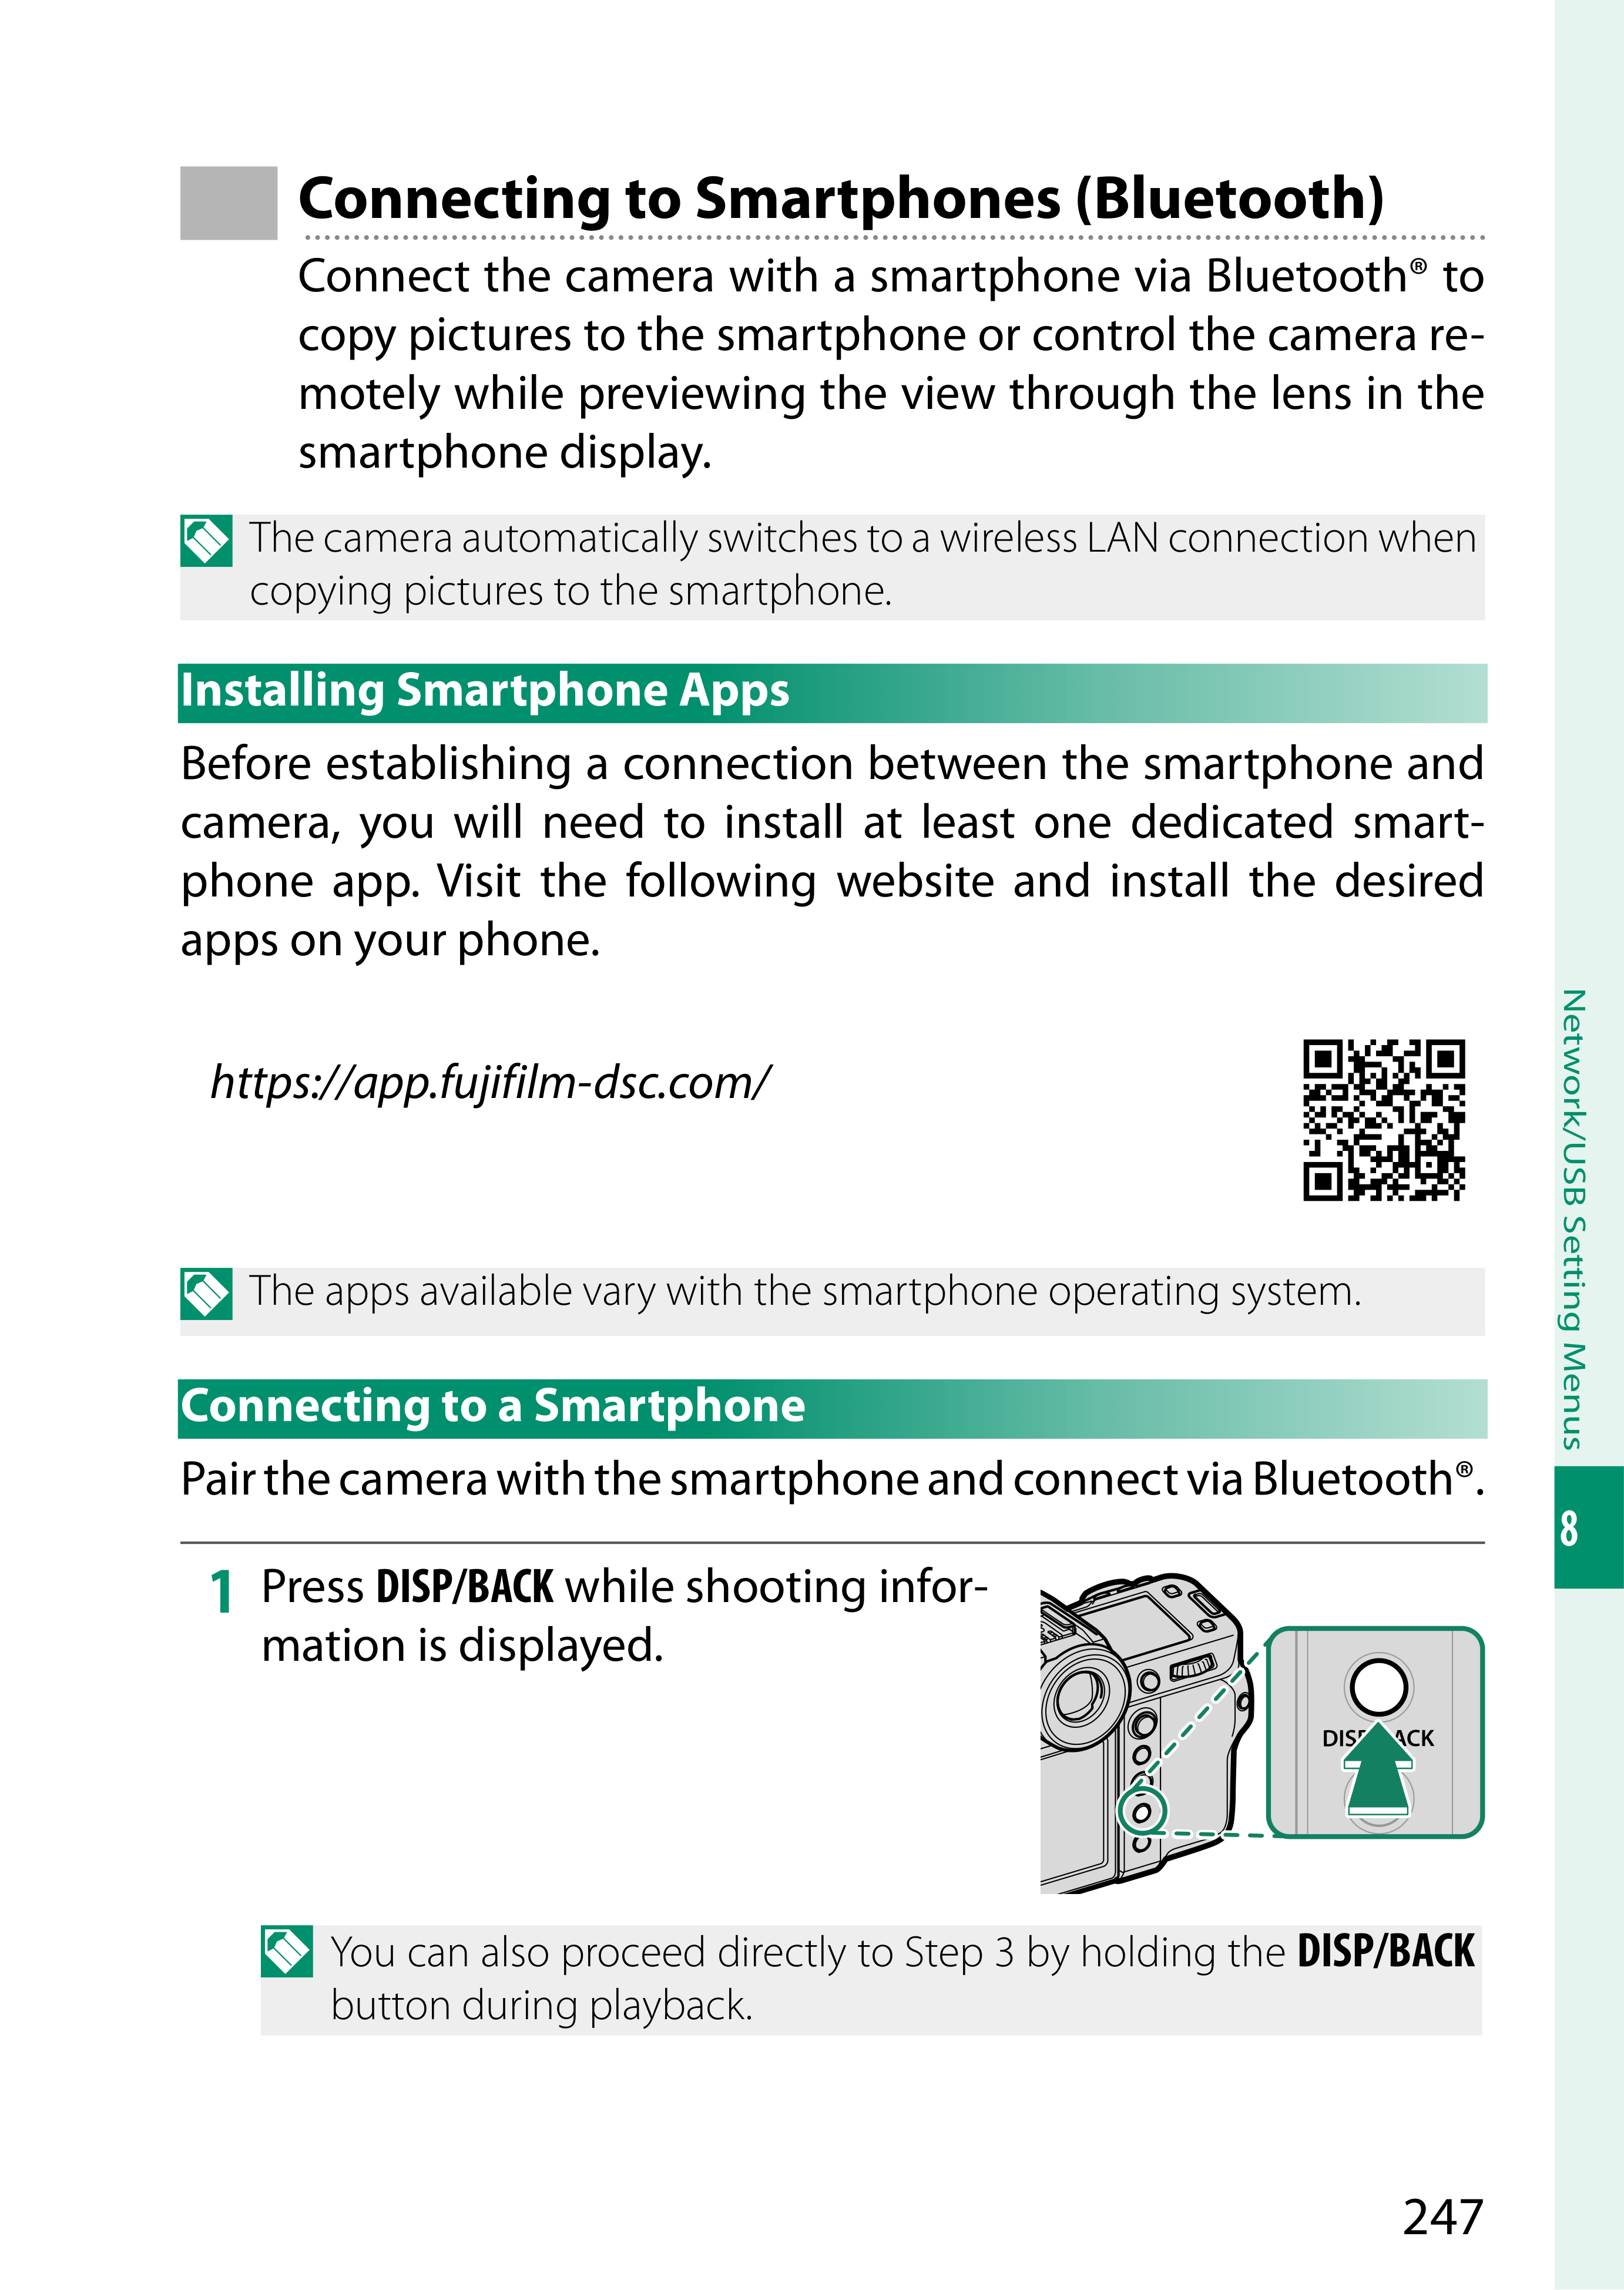 Connecting to Smartphones (Bluetooth)
Connect the camera with a smartphone via Bluetooth® to
copy pictures to the smartphone or control the camera re-
motely while previewing the view through the lens in the
smartphone display.
The camera automatically switches to a wireless LAN connection when
copying pictures to the smartphone.
Installing Smartphone Apps
Before establishing a connection between the smartphone and
camera, you will need to install at least one dedicated smart-
phone app. Visit the following website and install the desired
apps on your phone.
https://app.fujifilm-dsc.com/
The apps available vary with the smartphone operating system.
Connecting to a Smartphone
Pair the camera with the smartphone and connect via Bluetooth®.
1 Press DISP/BACK while shooting infor-
mation is displayed.
You can also proceed directly to Step 3 by holding the DISP/BACK
button during playback.
Network/USB Setting Menus
8
247